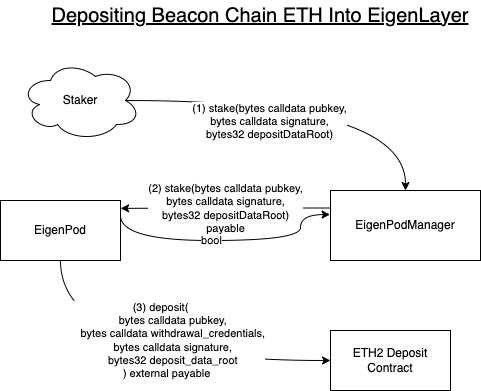 Depositing Beacon Chain ETH Into EigenLayer
Staker
(1) stake(bytes calldata pubkey,
bytes calldata signature,
bytes32 depositDataRoot)
(2) stake(bytes calldata pubkey,
bytes calldata signature,
bytes32 depositDataRoot)
payable
bool
EigenPod
EigenPodManager
(3) deposit(
bytes calldata pubkey,
bytes calldata withdrawal_credentials,
bytes calldata signature,
bytes32 deposit_data_root
) external payable
ETH2 Deposit
Contract